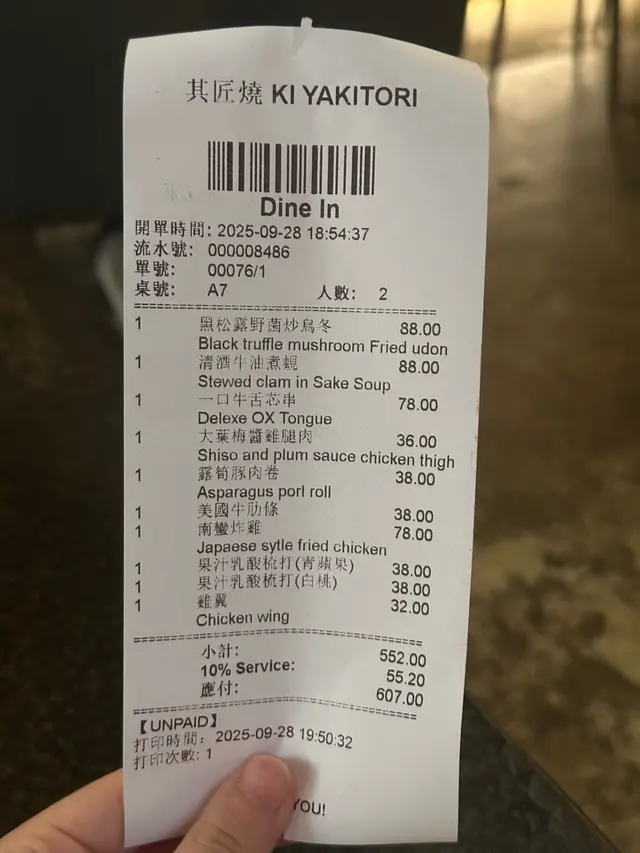 其匠燒 KI YAKITORI
Dine In
開單時間: 2025-09-28 18:54:37
流水號: 000008486
單號: 00076/1
桌號: A7 人數: 2
1 黑松露野菌炒烏冬 88.00
Black truffle mushroom Fried udon
1 清酒牛油煮蜆 88.00
Stewed clam in Sake Soup
1 一口牛舌芯串 78.00
Delexe OX Tongue
1 大葉梅醬雞腿肉 36.00
Shiso and plum sauce chicken thigh
1 露筍豚肉卷 38.00
Asparagus porl roll
1 美國牛肋條 38.00
1 南蠻炸雞 78.00
Japaese sytle fried chicken
1 果汁乳酸梳打(青蘋果) 38.00
1 果汁乳酸梳打(白桃) 38.00
1 雞翼 32.00
Chicken wing
小計: 552.00
10% Service: 55.20
應付: 607.00
【UNPAID】
打印時間: 2025-09-28 19:50:32
打印次數: 1
YOU!